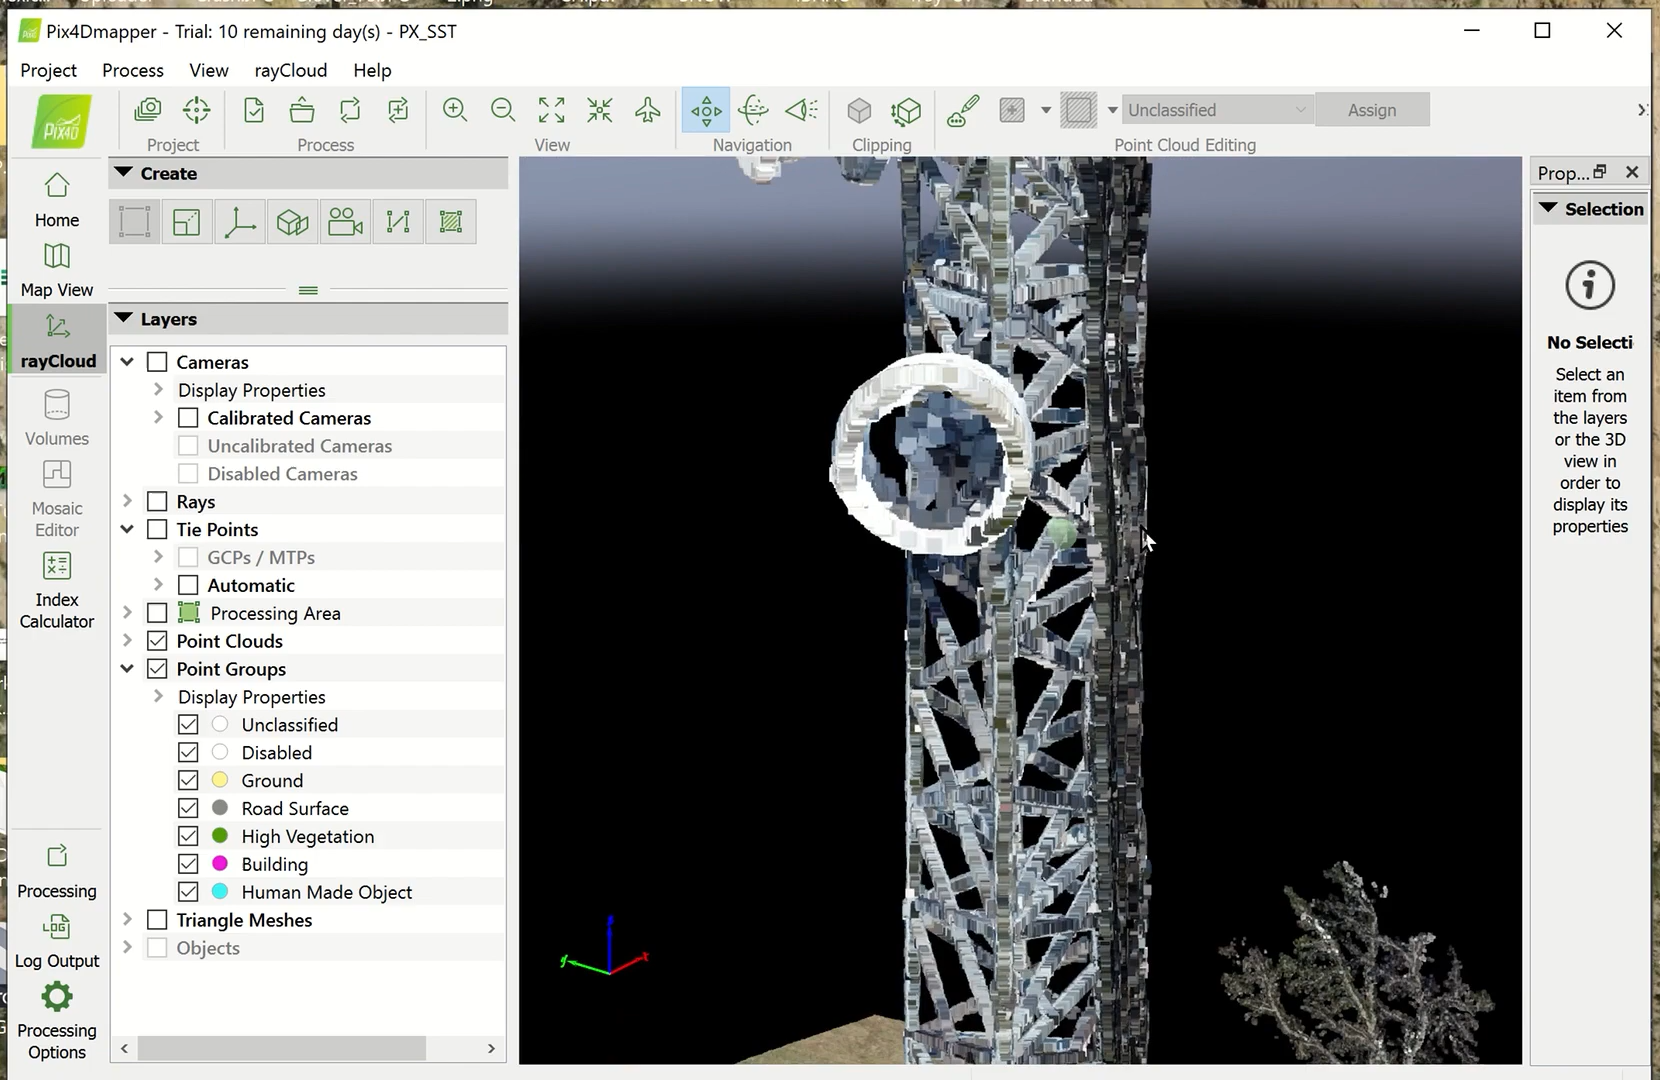 Pix4Dmapper - Trial: 10 remaining day(s) - PX_SST
Project Process View rayCloud Help
PIX4D
Project Process View Navigation Clipping Point Cloud Editing
Unclassified Assign
Home
Map View
rayCloud
Volumes
Mosaic
Editor
Index
Calculator
Processing
Log Output
Processing
Options
Create
Layers
Cameras
Display Properties
Calibrated Cameras
Uncalibrated Cameras
Disabled Cameras
Rays
Tie Points
GCPs / MTPs
Automatic
Processing Area
Point Clouds
Point Groups
Display Properties
Unclassified
Disabled
Ground
Road Surface
High Vegetation
Building
Human Made Object
Triangle Meshes
Objects
Prop...
Selection
No Selecti
Select an
item from
the layers
or the 3D
view in
order to
display its
properties